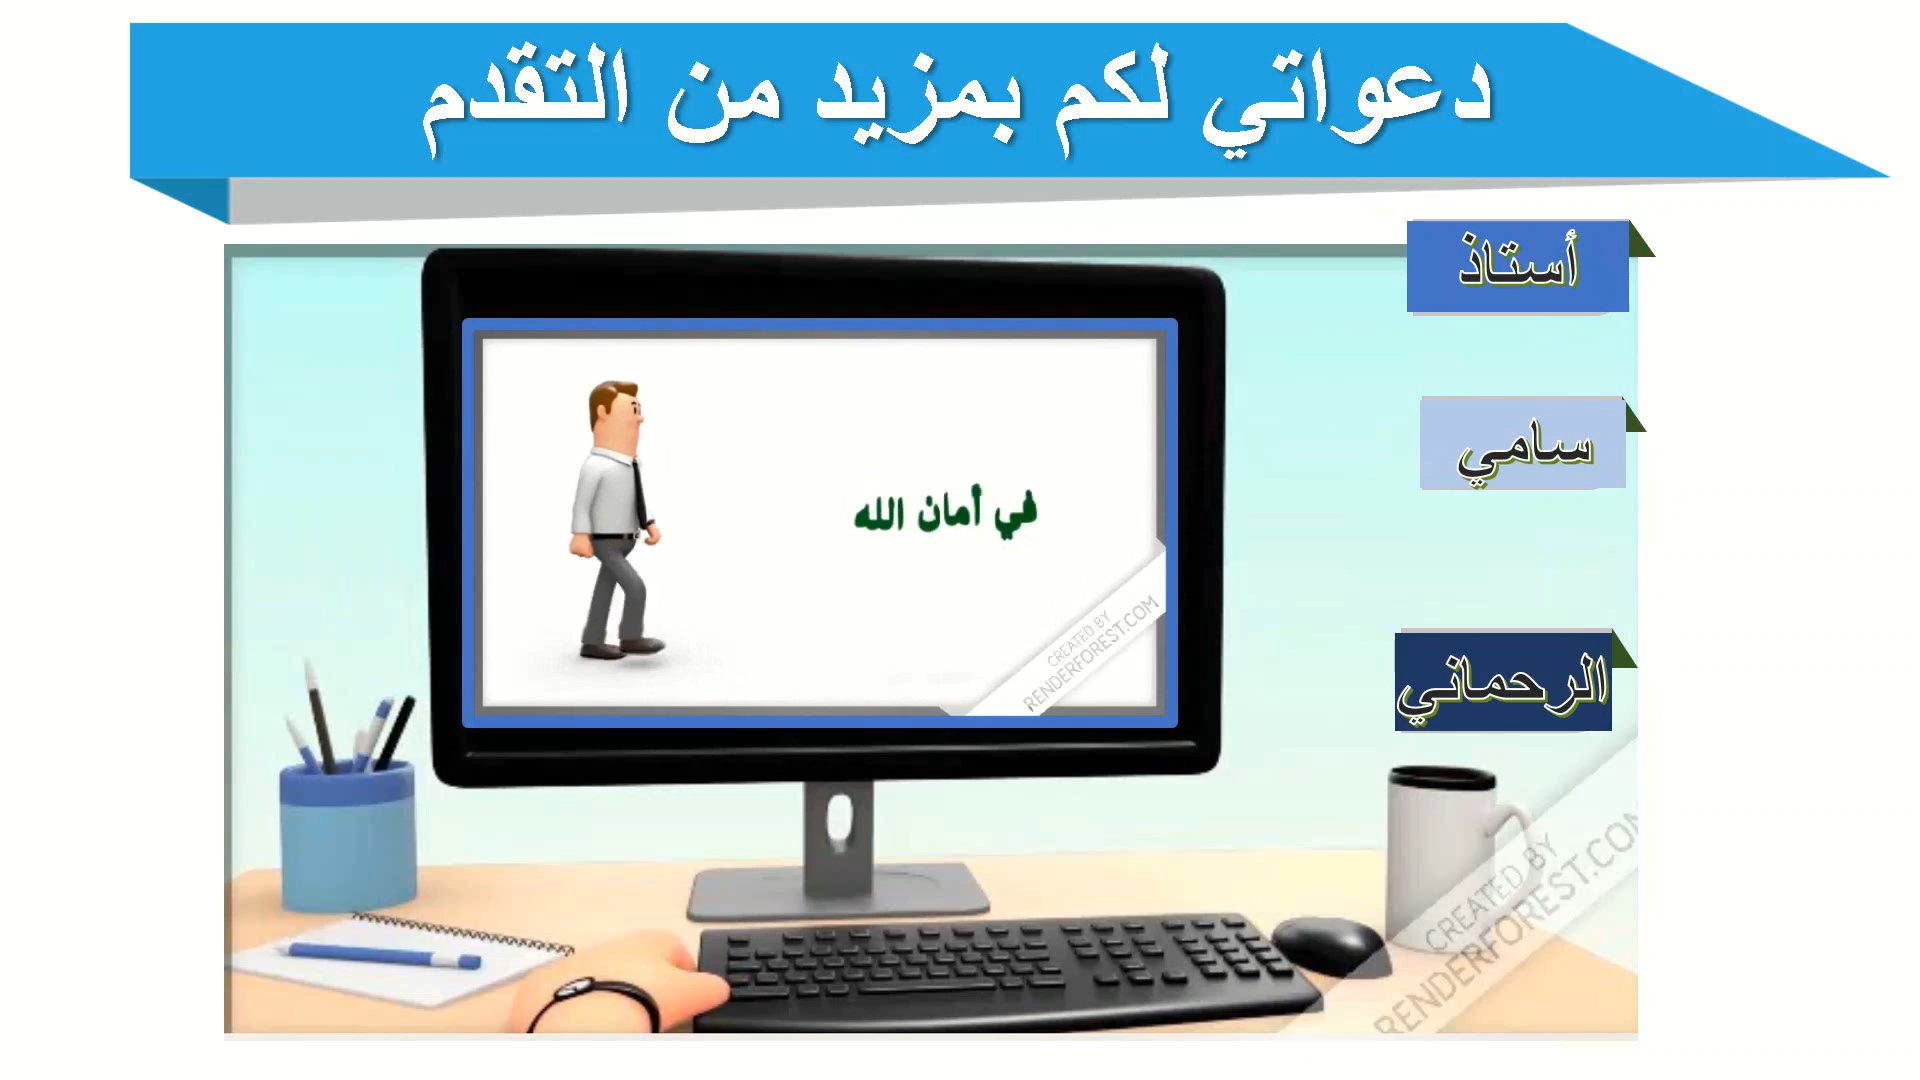 دعواتي لكم بمزيد من التقدم
أستاذ
سامي
الرحماني
في أمان الله
CREATED BY
RENDERFOREST.COM
CREATED BY
RENDERFOREST.COM